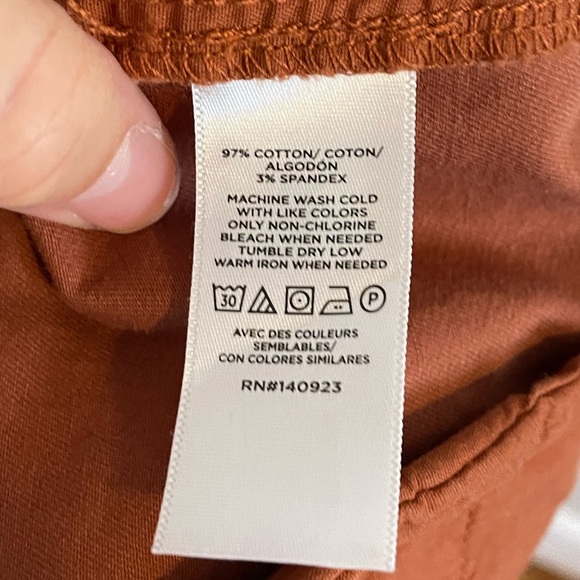 97% COTTON/ COTON/
ALGODÓN
3% SPANDEX
MACHINE WASH COLD
WITH LIKE COLORS
ONLY NON-CHLORINE
BLEACH WHEN NEEDED
TUMBLE DRY LOW
WARM IRON WHEN NEEDED
30 P
AVEC DES COULEURS
SEMBLABLES/
CON COLORES SIMILARES
RN#140923